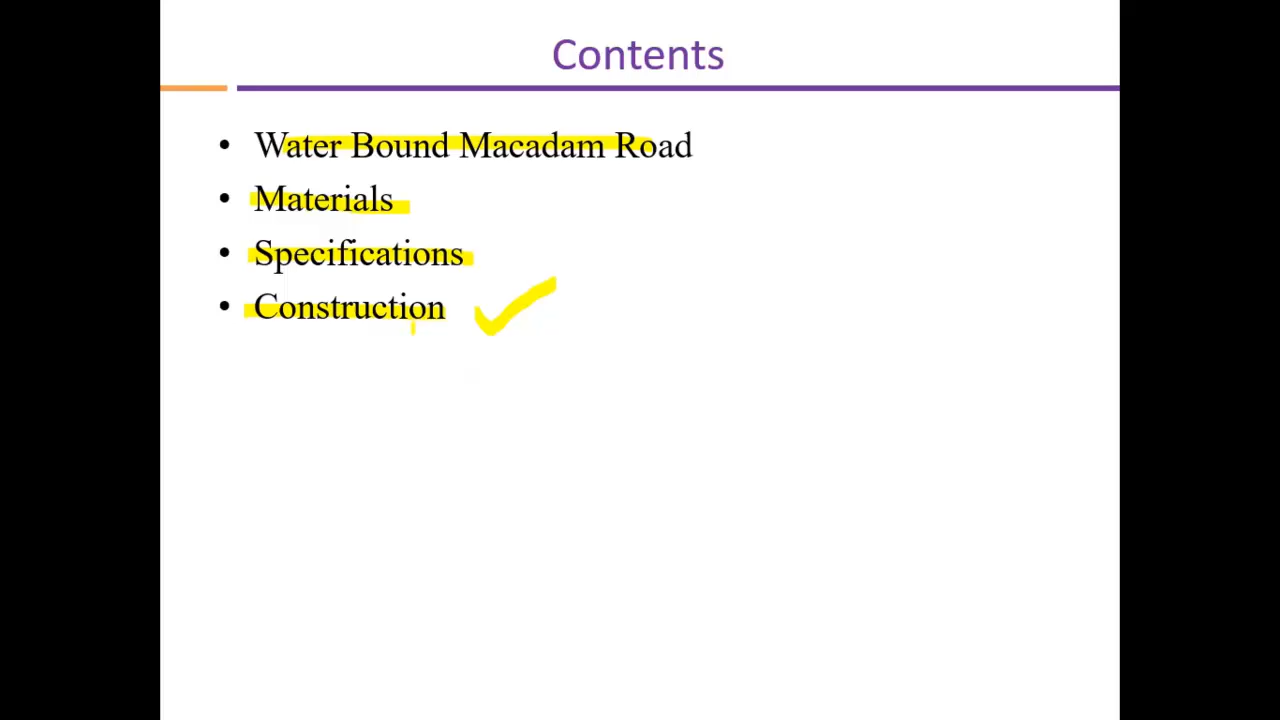 Contents
• Water Bound Macadam Road
• Materials
• Specifications
• Construction